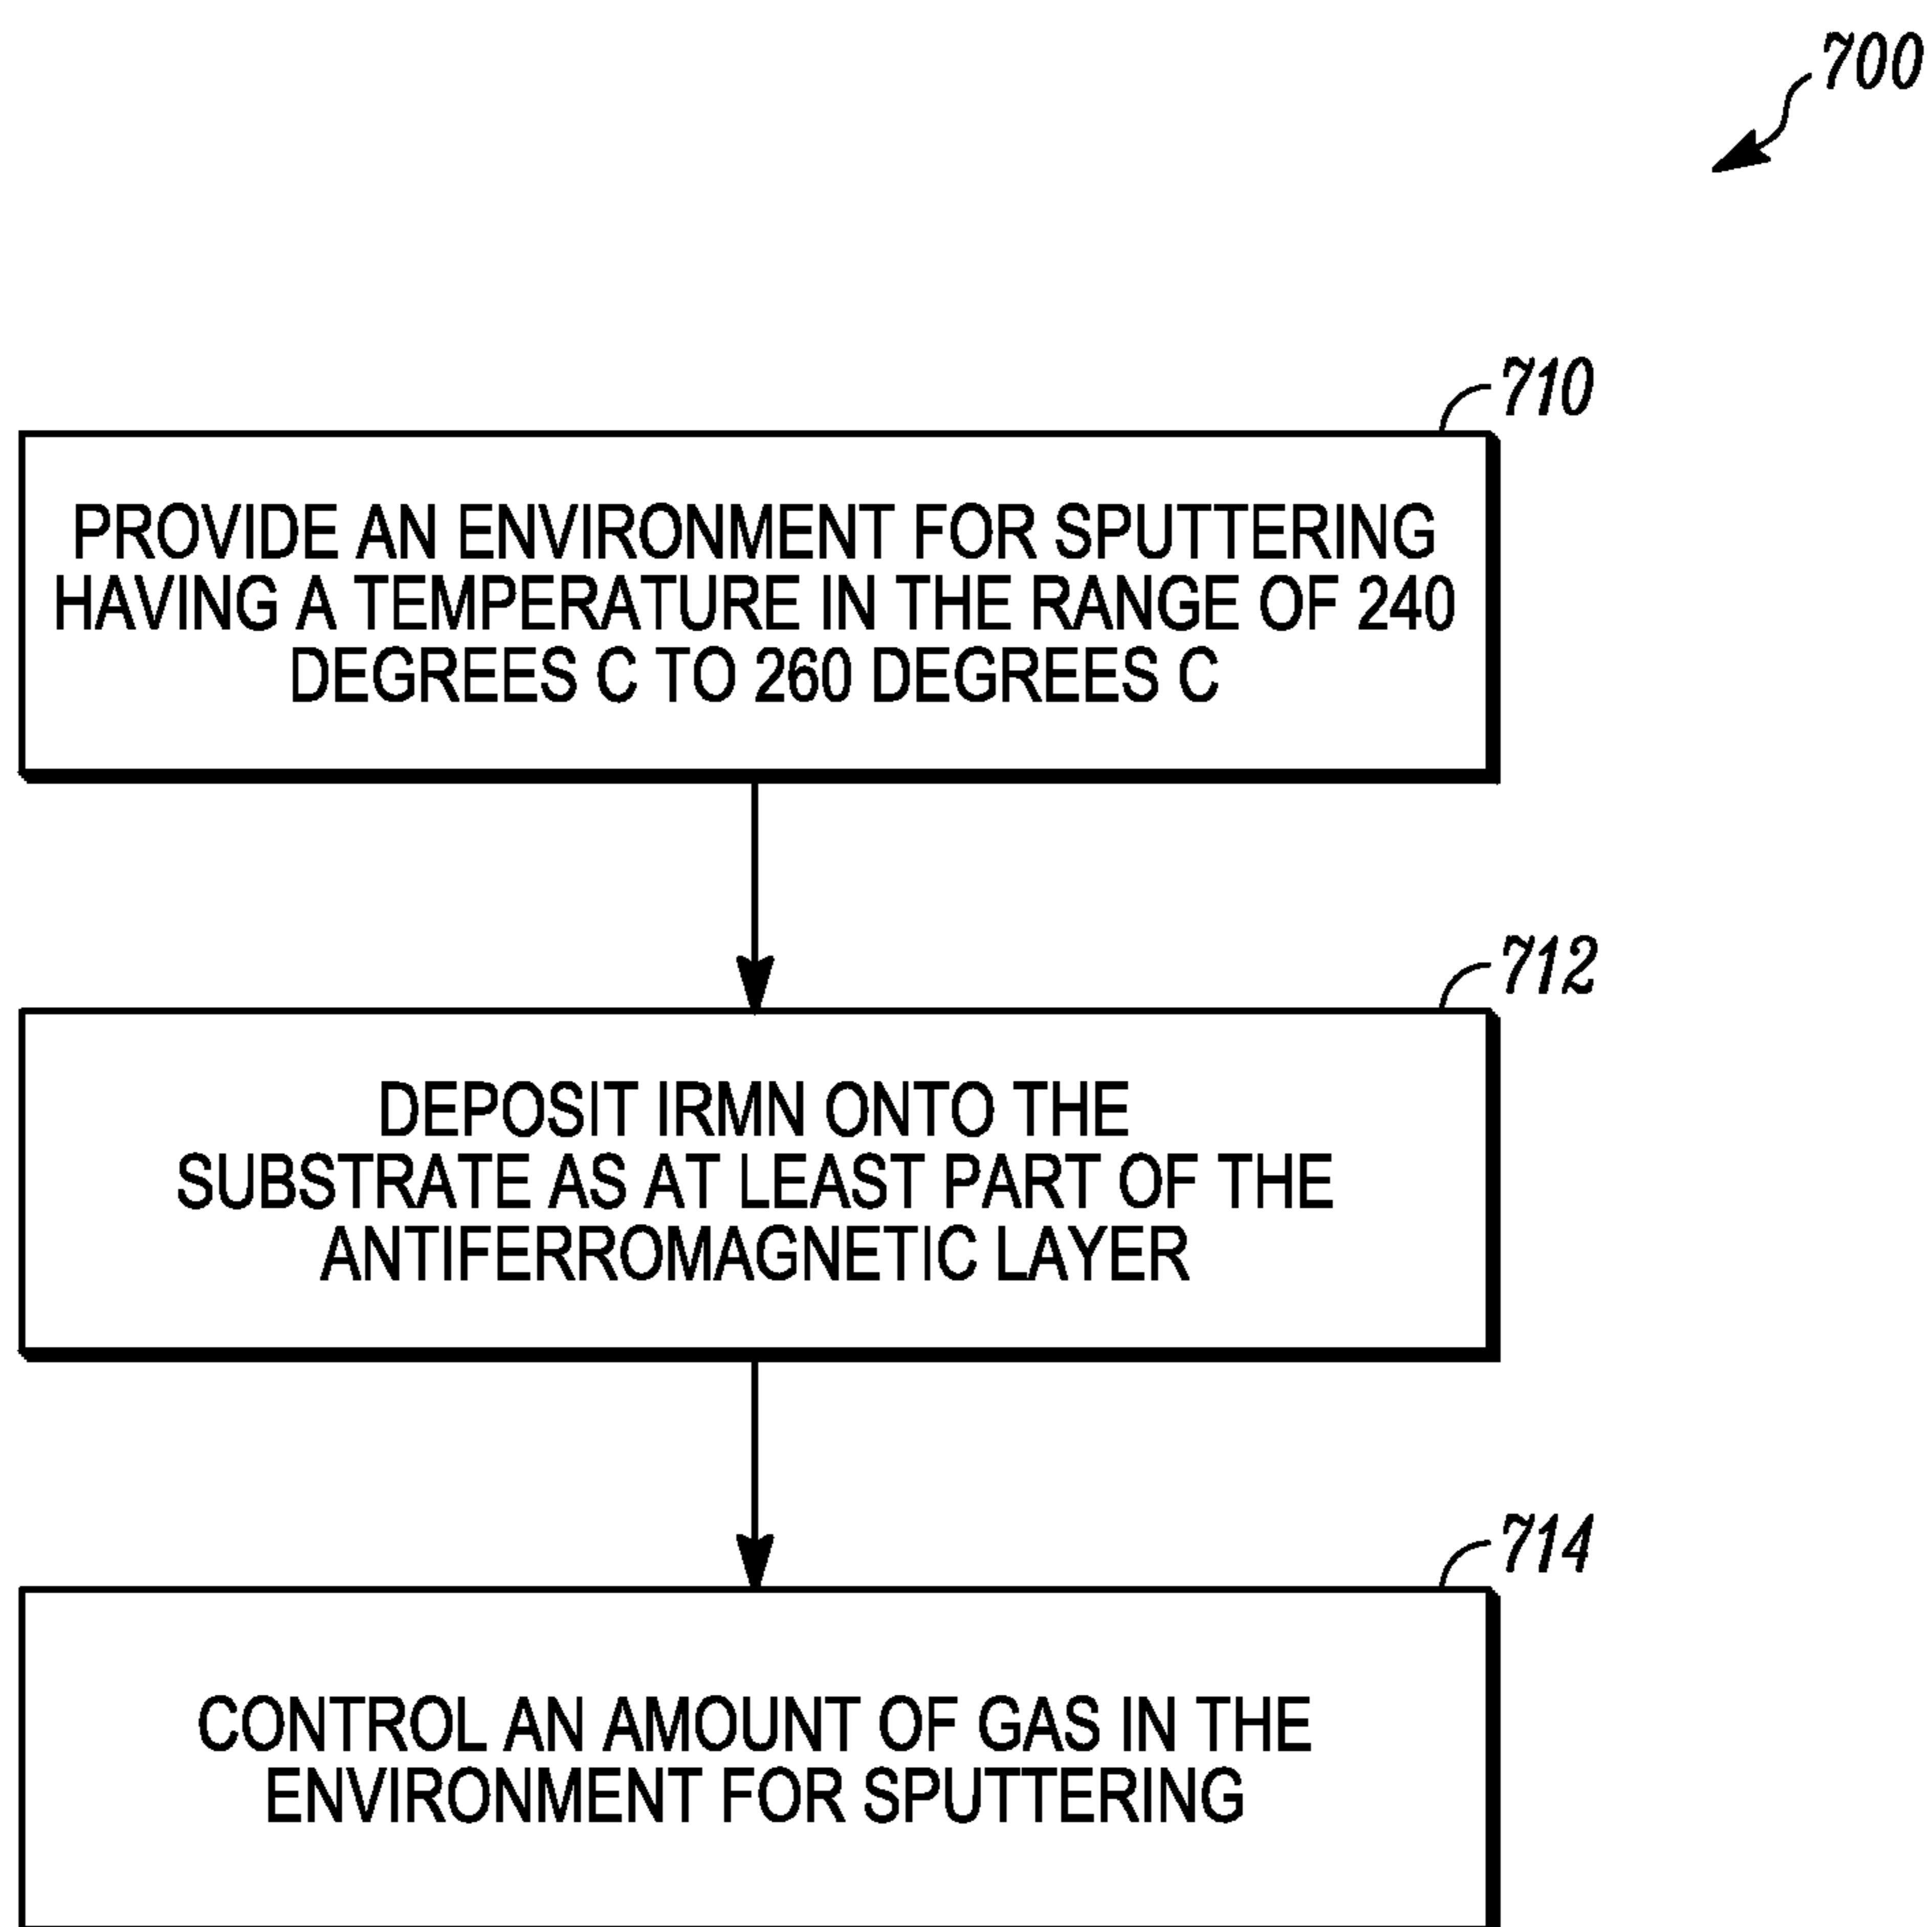 700
710
PROVIDE AN ENVIRONMENT FOR SPUTTERING
HAVING A TEMPERATURE IN THE RANGE OF 240
DEGREES C TO 260 DEGREES C
712
DEPOSIT IRMN ONTO THE
SUBSTRATE AS AT LEAST PART OF THE
ANTIFERROMAGNETIC LAYER
714
CONTROL AN AMOUNT OF GAS IN THE
ENVIRONMENT FOR SPUTTERING